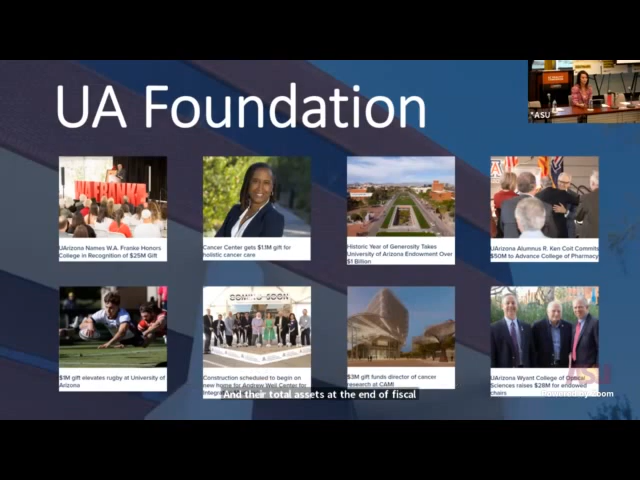 UA Foundation
ASU
WAFRANKE
UArizona Names W.A. Franke Honors
College in Recognition of $25M Gift
Cancer Center gets $1.1M gift for
holistic cancer care
Historic Year of Generosity Takes
University of Arizona Endowment Over
$1 Billion
UArizona Alumnus R. Ken Coit Commits
$50M to Advance College of Pharmacy
$1M gift elevates rugby at University of
Arizona
COMING SOON
Construction scheduled to begin on
new home for Andrew Weil Center for
$3M gift funds director of cancer
research at CAMI
UArizona Wyant College of Optical
Sciences raises $28M for endowed
chairs
And their total assets at the end of fiscal
ASU